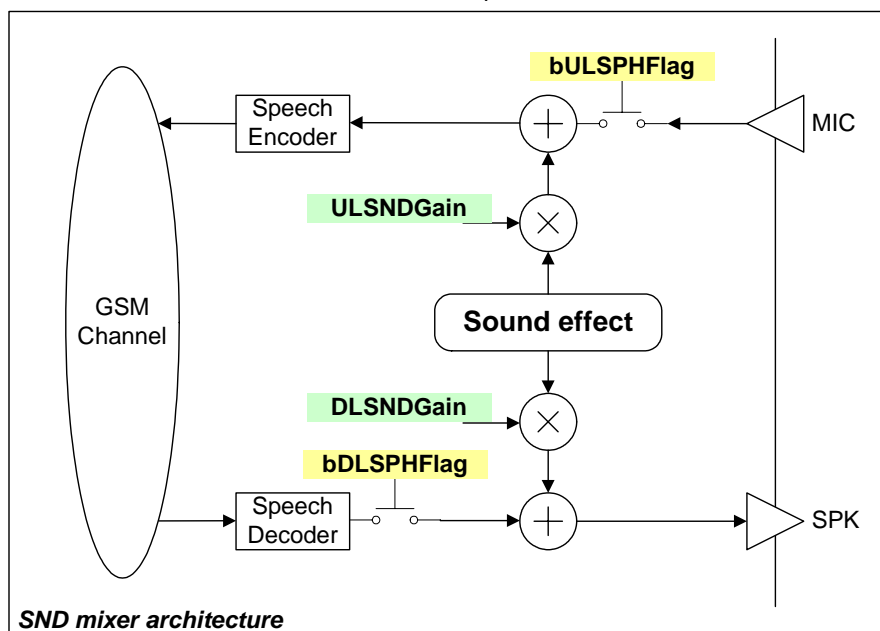 bULSPHFlag
Speech
Encoder
MIC
ULSNDGain
GSM
Channel
Sound effect
DLSNDGain
bDLSPHFlag
Speech
Decoder
SPK
SND mixer architecture